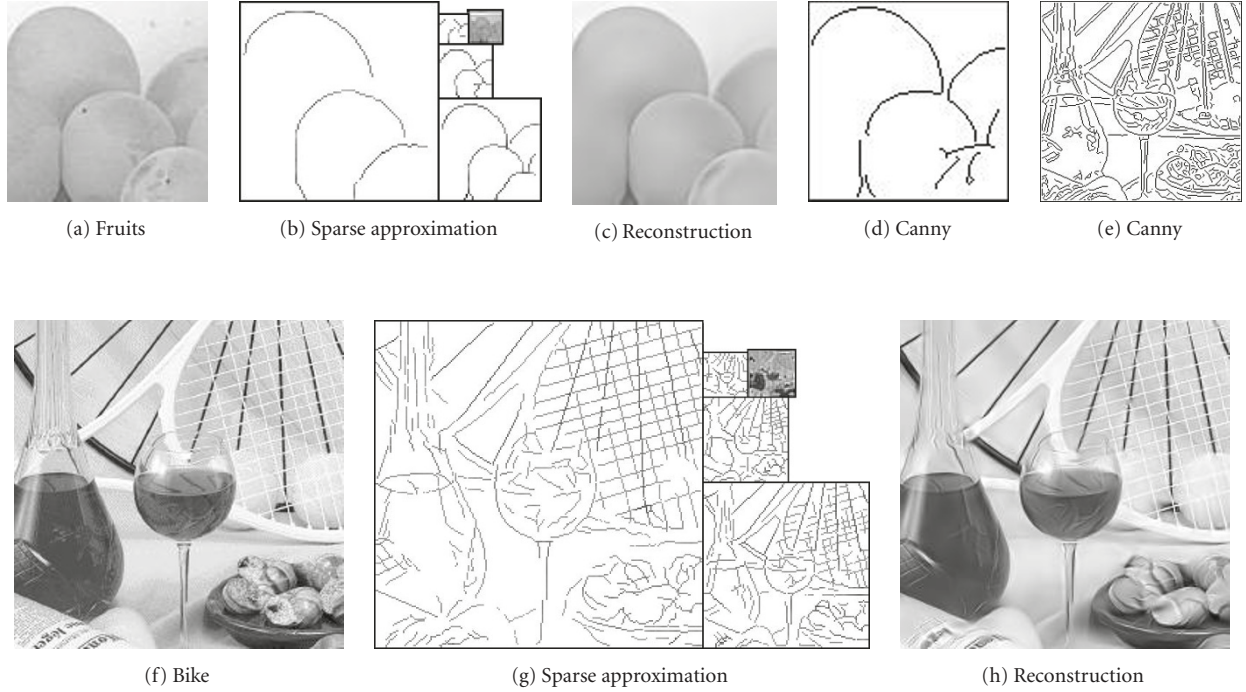 (a) Fruits
(b) Sparse approximation
(c) Reconstruction
(d) Canny
(e) Canny
(f) Bike
(g) Sparse approximation
(h) Reconstruction